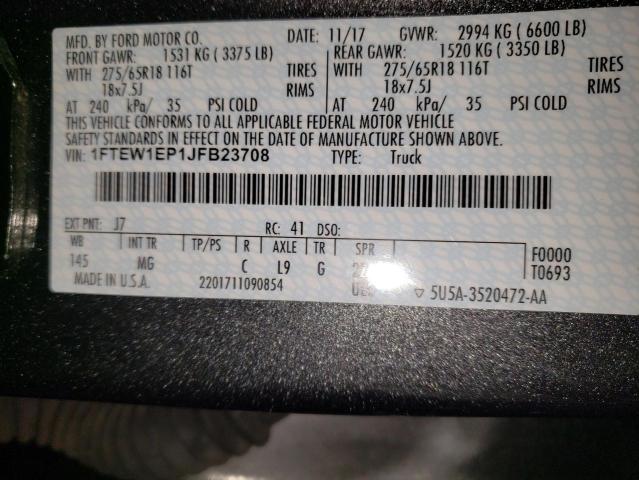 MFD. BY FORD MOTOR CO. DATE: 11/17 GVWR: 2994 KG (6600 LB)
FRONT GAWR: 1531 KG (3375 LB) REAR GAWR: 1520 KG (3350 LB)
WITH 275/65R18 116T TIRES WITH 275/65R18 116T TIRES
18x7.5J RIMS 18x7.5J RIMS
AT 240 kPa/ 35 PSI COLD AT 240 kPa/ 35 PSI COLD
THIS VEHICLE CONFORMS TO ALL APPLICABLE FEDERAL MOTOR VEHICLE
SAFETY STANDARDS IN EFFECT ON THE DATE OF MANUFACTURE SHOWN ABOVE.
VIN: 1FTEW1EP1JFB23708 TYPE: Truck
EXT PNT: J7 RC: 41 DSO:
WB INT TR TP/PS R AXLE TR SPR F0000
145 MG C L9 G T0693
MADE IN U.S.A. 2201711090854 5U5A-3520472-AA